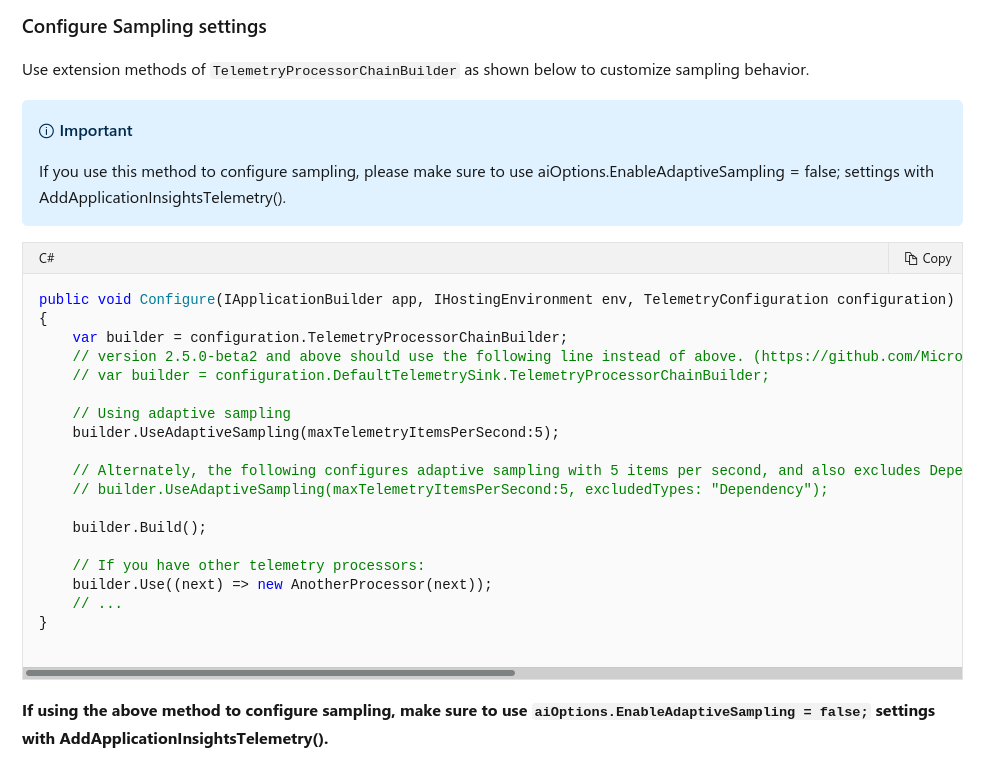 Configure Sampling settings
Use extension methods of TelemetryProcessorChainBuilder as shown below to customize sampling behavior.
Important
If you use this method to configure sampling, please make sure to use aiOptions.EnableAdaptiveSampling = false; settings with
AddApplicationInsightsTelemetry().
C#
Copy
public void Configure(IApplicationBuilder app, IHostingEnvironment env, TelemetryConfiguration configuration)
{
    var builder = configuration.TelemetryProcessorChainBuilder;
    // version 2.5.0-beta2 and above should use the following line instead of above. (https://github.com/Micro
    // var builder = configuration.DefaultTelemetrySink.TelemetryProcessorChainBuilder;
    // Using adaptive sampling
    builder.UseAdaptiveSampling(maxTelemetryItemsPerSecond:5);
    // Alternately, the following configures adaptive sampling with 5 items per second, and also excludes Depe
    // builder.UseAdaptiveSampling(maxTelemetryItemsPerSecond:5, excludedTypes: "Dependency");
    builder.Build();
    // If you have other telemetry processors:
    builder.Use((next) => new AnotherProcessor(next));
    // ...
}
If using the above method to configure sampling, make sure to use aiOptions.EnableAdaptiveSampling = false; settings
with AddApplicationInsightsTelemetry().